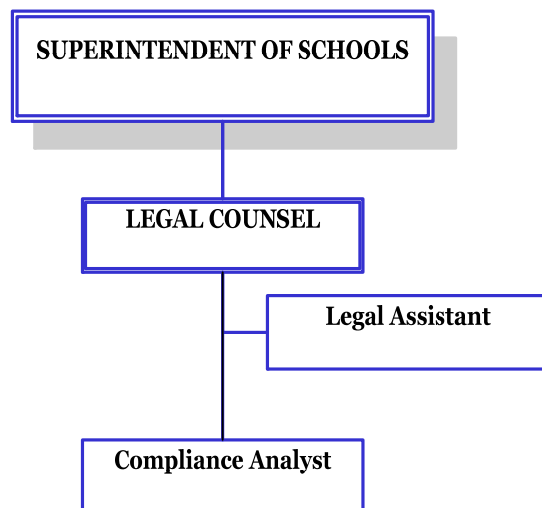 SUPERINTENDENT OF SCHOOLS
LEGAL COUNSEL
Legal Assistant
Compliance Analyst